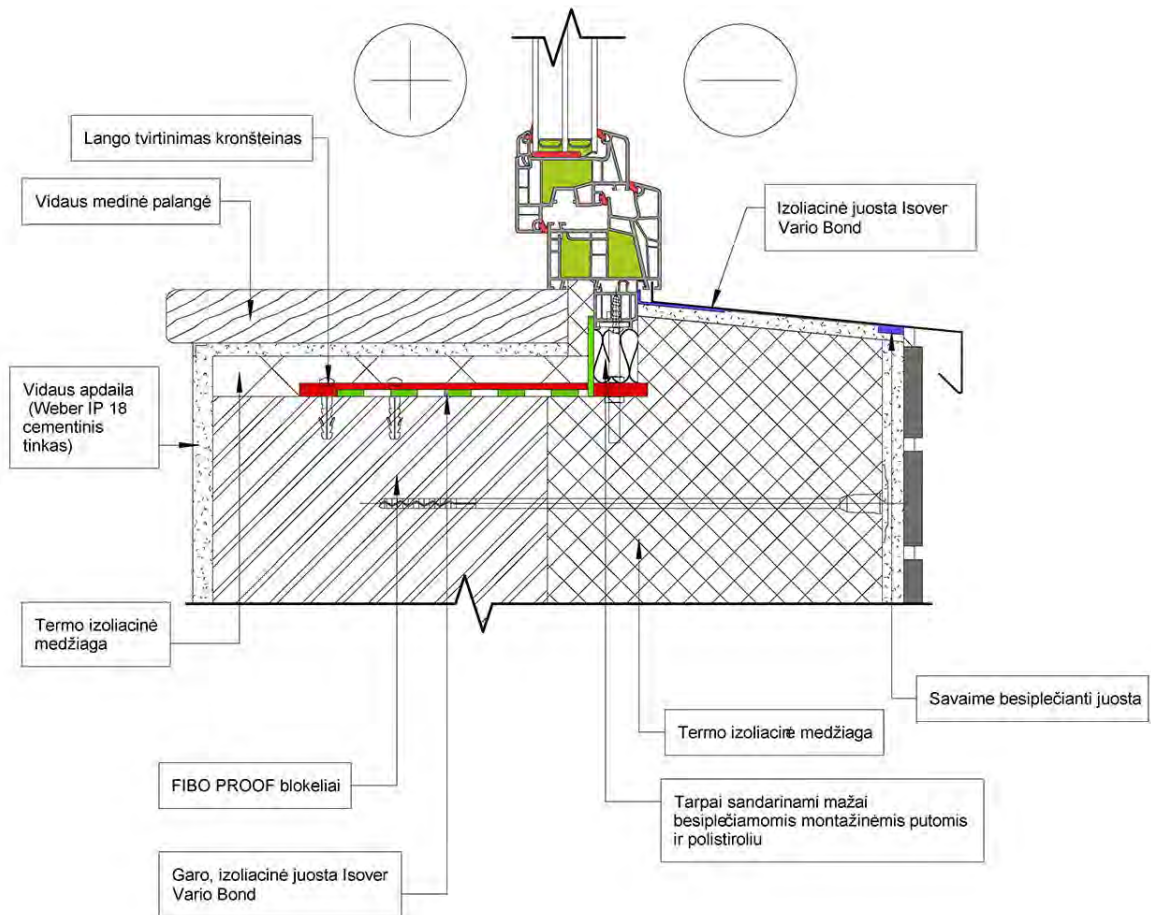 Lango tvirtinimas kronšteinas
Vidaus medinė palangė
Izoliacinė juosta Isover
Vario Bond
Vidaus apdaila
(Weber IP 18
cementinis
tinkas)
Termo izoliacinė
medžiaga
Savaime besiplečianti juosta
Termo izoliacinė medžiaga
FIBO PROOF blokeliai
Tarpai sandarinami mažai
besiplečiamomis montažinėmis putomis
ir polistiroliu
Garo, izoliacinė juosta Isover
Vario Bond